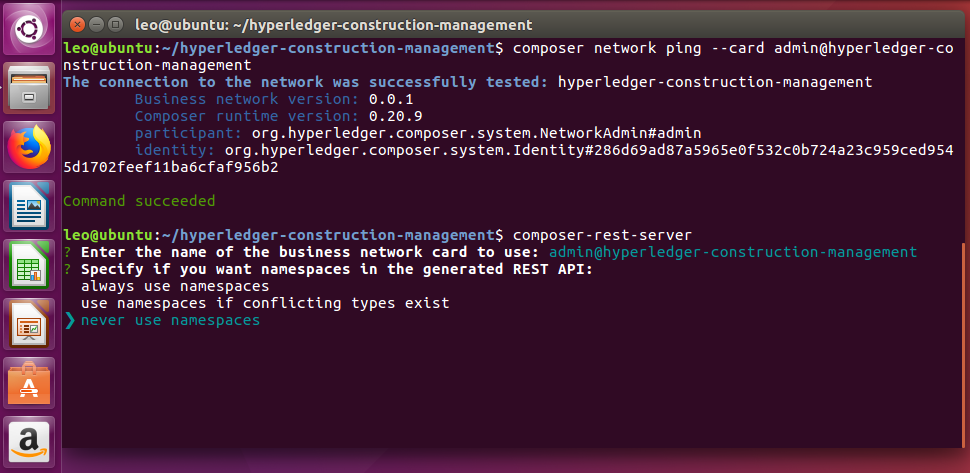 leo@ubuntu: ~/hyperledger-construction-management
leo@ubuntu:~/hyperledger-construction-management$ composer network ping --card admin@hyperledger-co
nstruction-management
The connection to the network was successfully tested: hyperledger-construction-management
Business network version: 0.0.1
Composer runtime version: 0.20.9
participant: org.hyperledger.composer.system.NetworkAdmin#admin
identity: org.hyperledger.composer.system.Identity#286d69ad87a5965e0f532c0b724a23c959ced954
5d1702feef11ba6cfaf956b2
Command succeeded
leo@ubuntu:~/hyperledger-construction-management$ composer-rest-server
? Enter the name of the business network card to use: admin@hyperledger-construction-management
? Specify if you want namespaces in the generated REST API:
always use namespaces
use namespaces if conflicting types exist
❯ never use namespaces
A
a